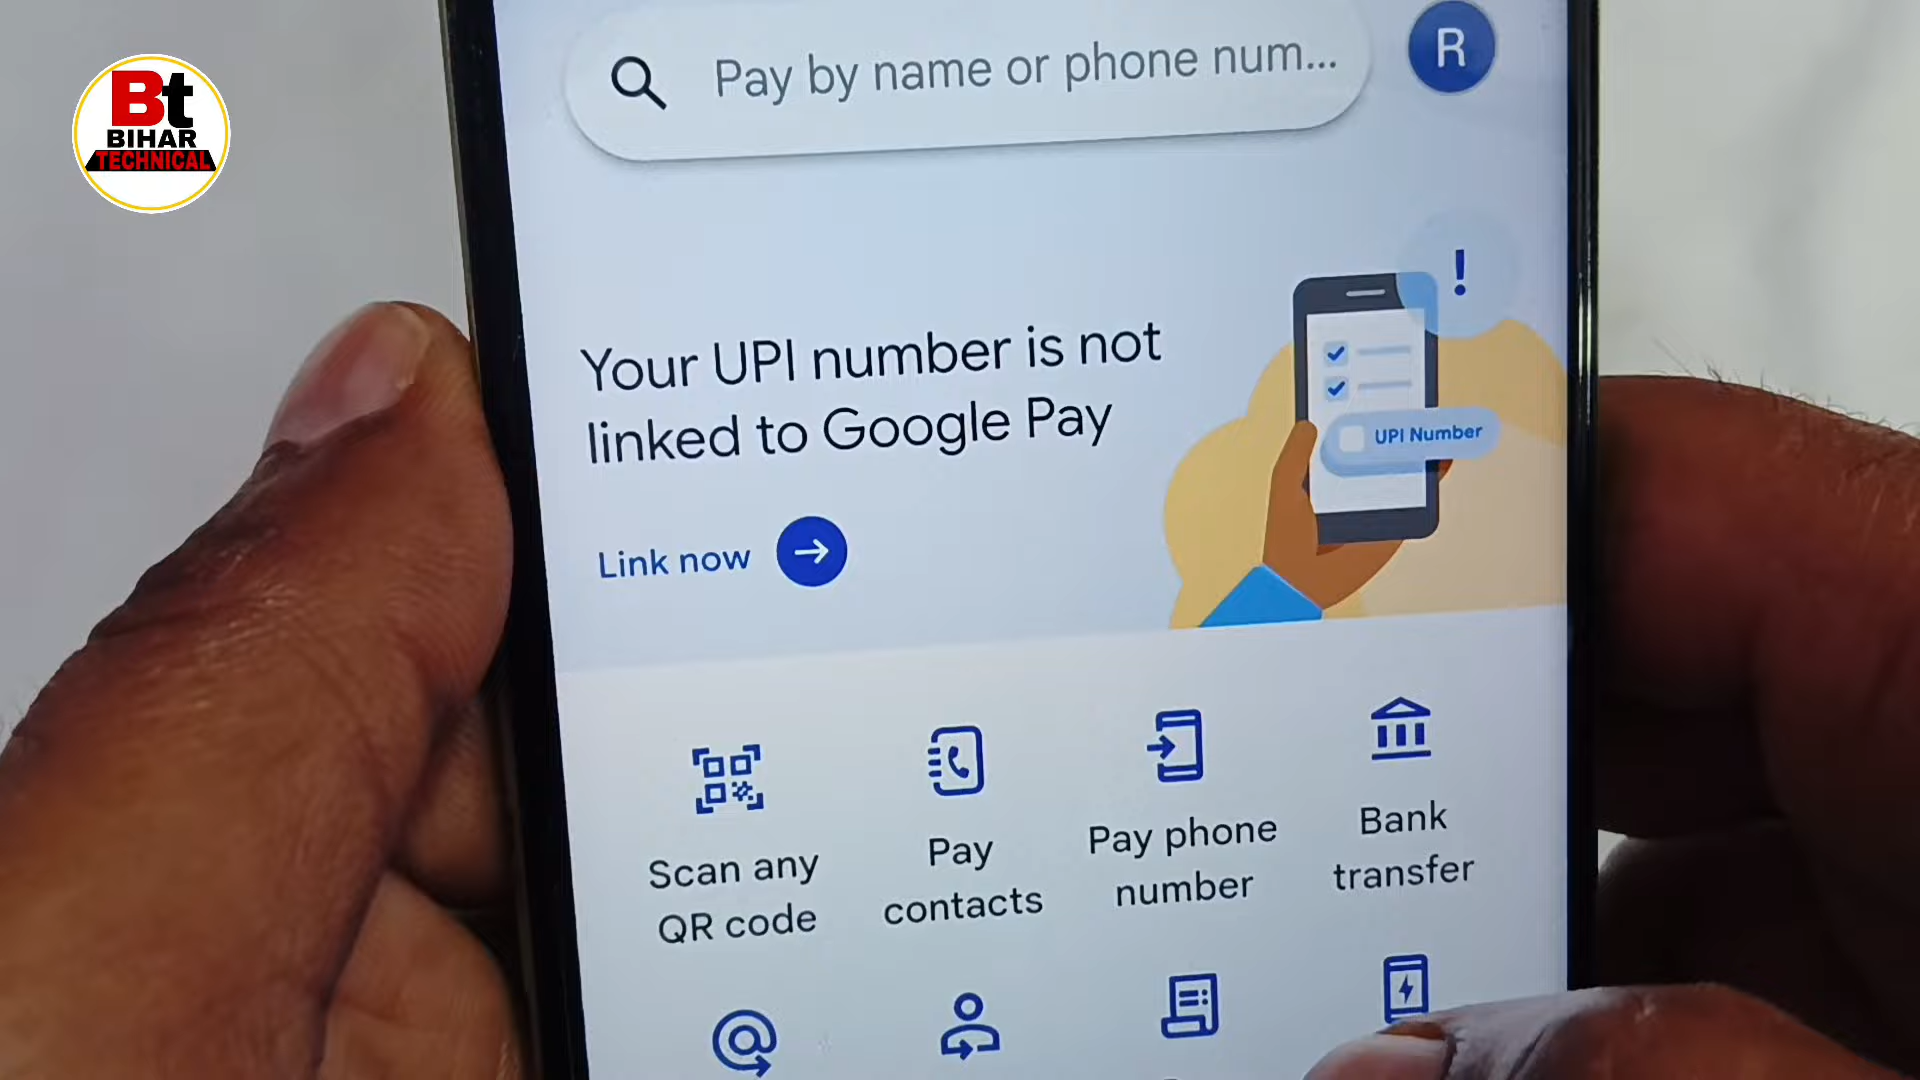 Bt
BIHAR
TECHNICAL
Pay by name or phone num...
R
!
Your UPI number is not
linked to Google Pay
UPI Number
Link now
Scan any
QR code
Pay
contacts
Pay phone
number
Bank
transfer